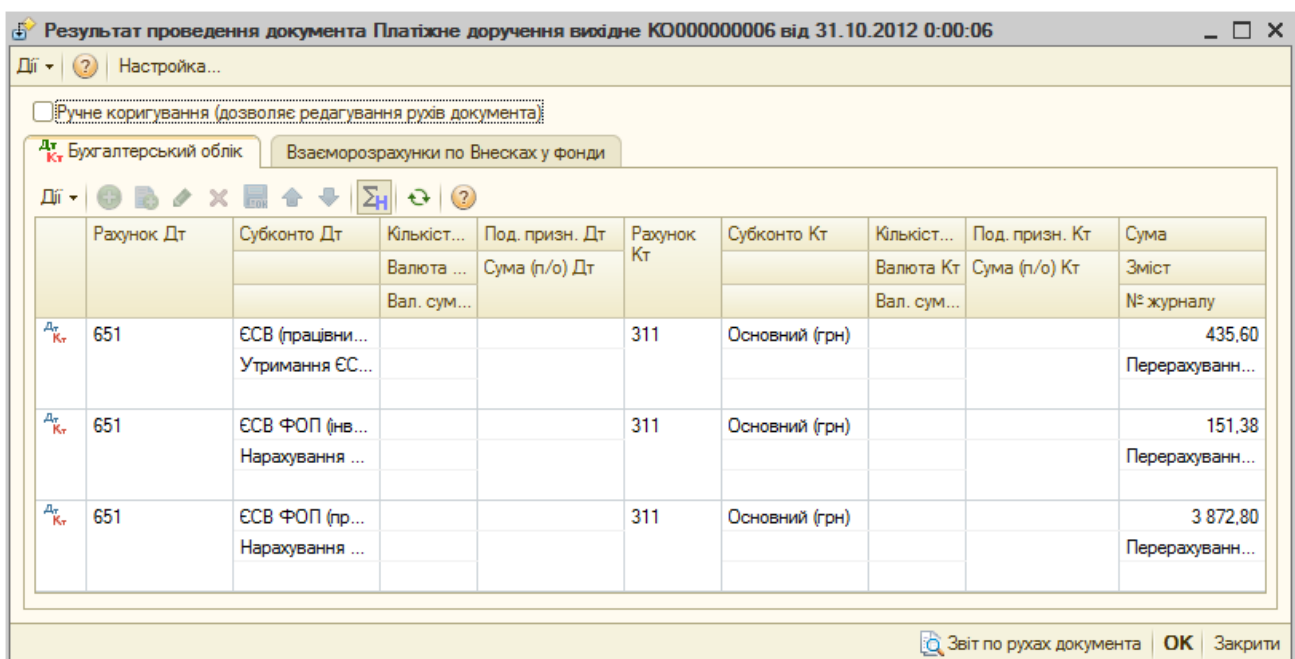 Результат проведення документа Платіжне доручення вихідне КО000000006 від 31.10.2012 0:00:06
Дії Настройка...
Ручне коригування (дозволяє редагування рухів документа)
Бухгалтерський облік Взаєморозрахунки по Внесках у фонди
Дії
Рахунок Дт Субконто Дт Кількіст... Под. призн. Дт Рахунок Кт Субконто Кт Кількіст... Под. призн. Кт Сума
Валюта ... Сума (п/о) Дт Валюта Кт Сума (п/о) Кт Зміст
Вал. сум... Вал. сум... № журналу
651 ЄСВ (працівни... 311 Основний (грн) 435,60
Утримання ЄС... Перерахуванн...
651 ЄСВ ФОП (інв... 311 Основний (грн) 151,38
Нарахування ... Перерахуванн...
651 ЄСВ ФОП (пр... 311 Основний (грн) 3 872,80
Нарахування ... Перерахуванн...
Звіт по рухах документа ОК Закрити